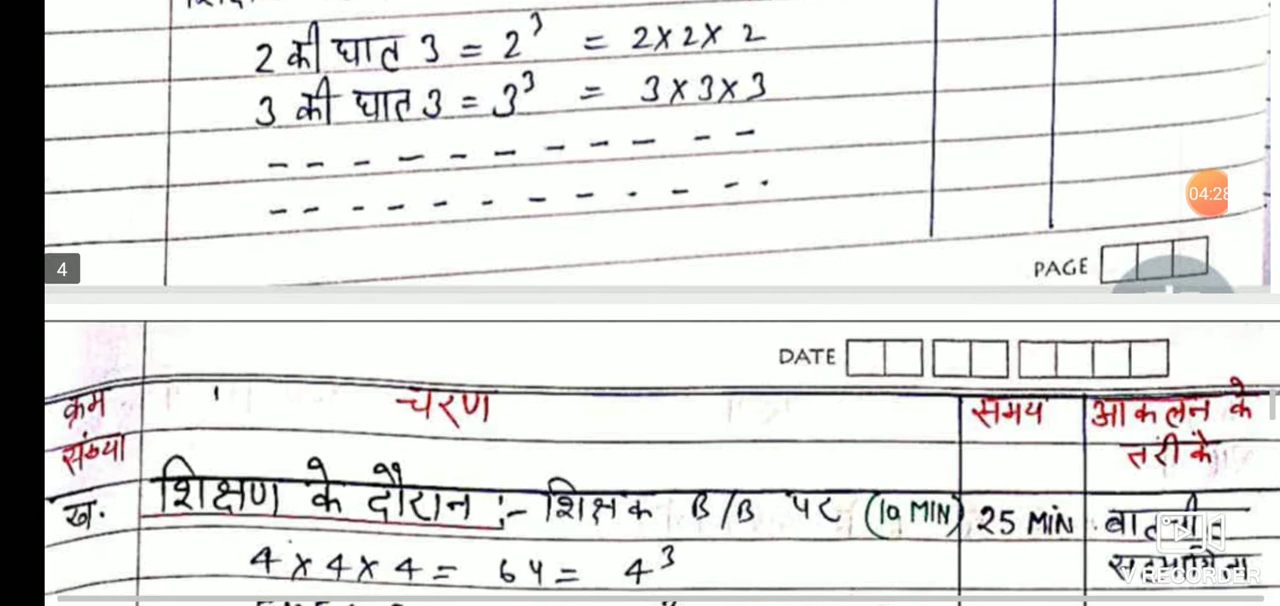 2 की घात 3 = 2³ = 2×2×2
3 की घात 3 = 3³ = 3×3×3
04:28
PAGE
4
DATE
क्रम संख्या
चरण
समय
आकलन के तरीके
ख. शिक्षण के दौरान :- शिक्षक B/B पर (10 MIN) 25 MIN
4×4×4= 64= 4³
V RECORDER